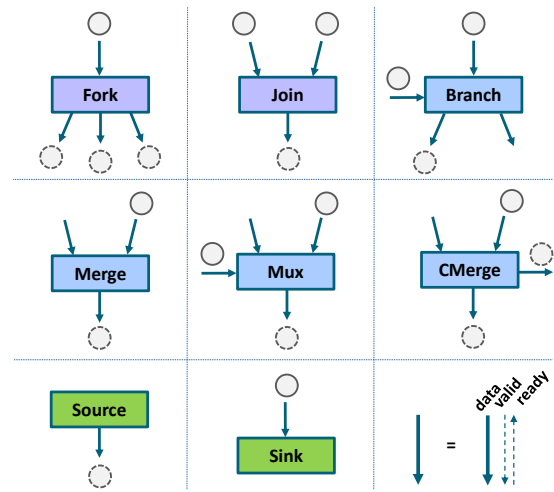 Fork
Join
Branch
Merge
Mux
CMerge
Source
Sink
=
data
valid
ready